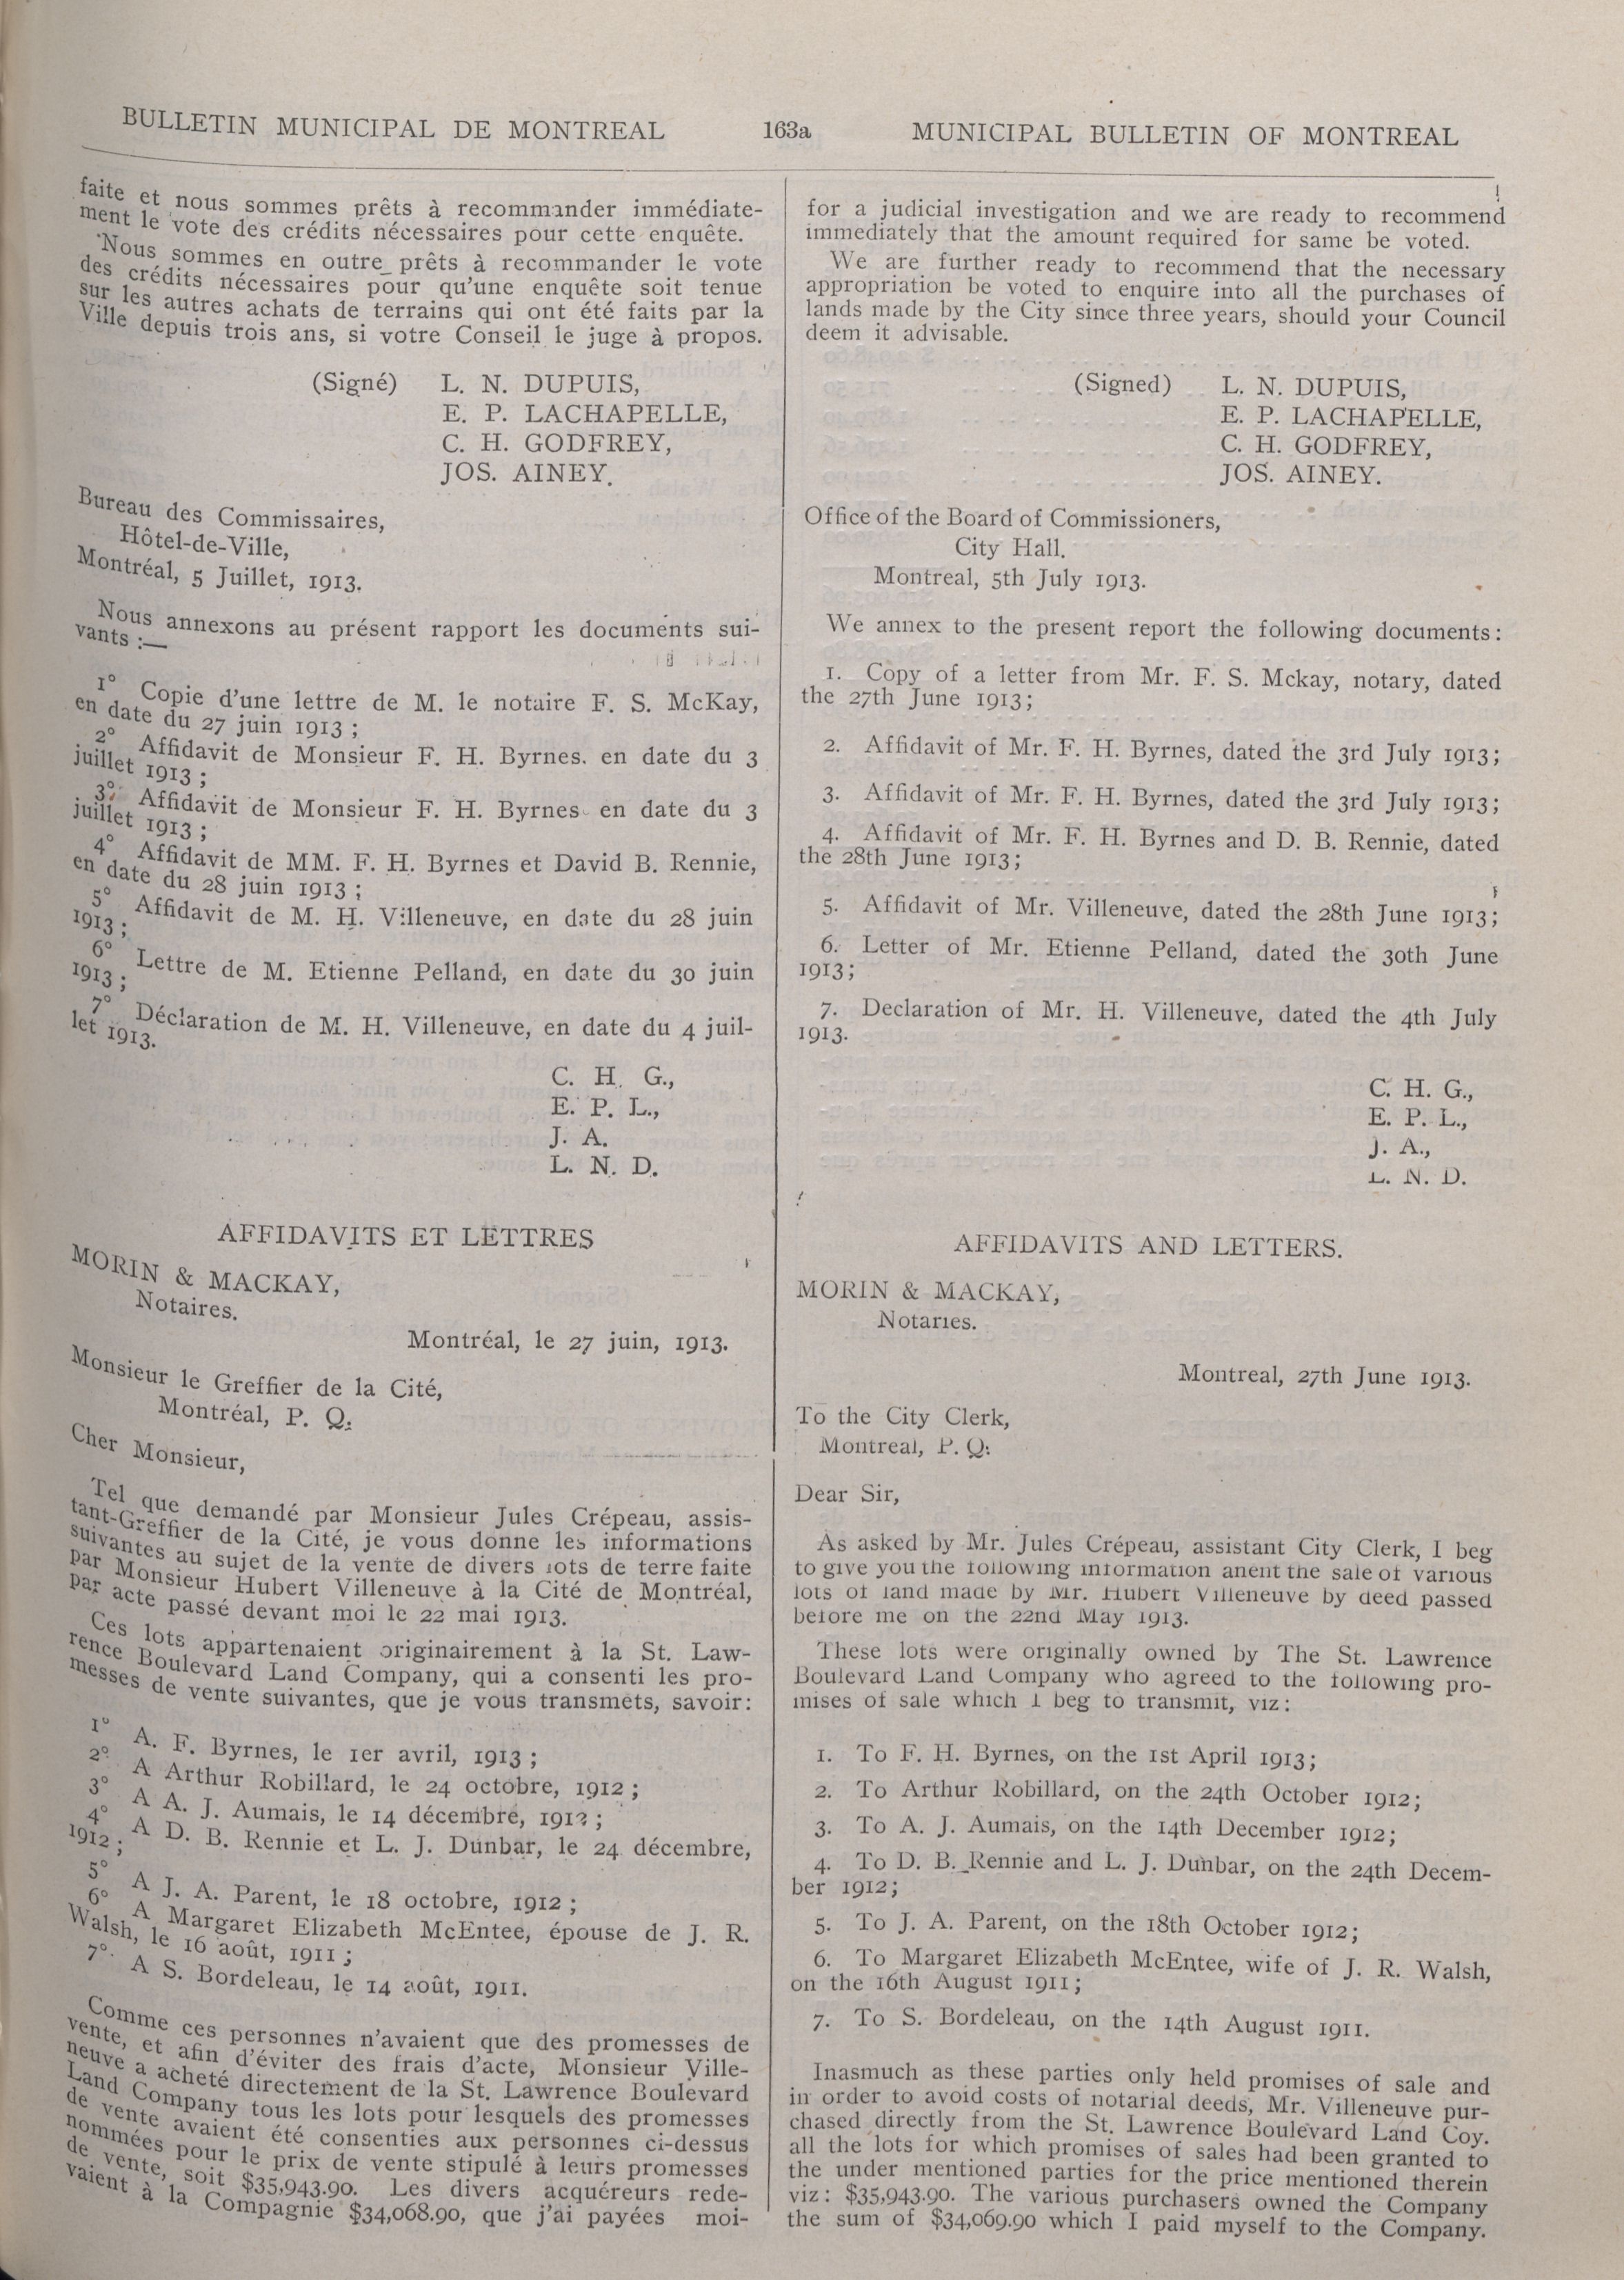 BULLETIN MUNICIPAL DE MONTREAL 163a MUNICIPAL BULLETIN OF MONTREAL
faite et nous sommes prêts à recommander immédiate-
ment le vote des crédits nécessaires pour cette enquête.
Nous sommes en outre prêts à recommander le vote
des crédits nécessaires pour qu'une enquête soit tenue
sur les autres achats de terrains qui ont été faits par la
Ville depuis trois ans, si votre Conseil le juge à propos.
(Signé) L. N. DUPUIS,
E. P. LACHAPELLE,
C. H. GODFREY,
JOS. AINEY.
Bureau des Commissaires,
Hôtel-de-Ville,
Montréal, 5 Juillet, 1913.
Nous annexons au présent rapport les documents sui-
vants :—
1° Copie d'une lettre de M. le notaire F. S. McKay,
en date du 27 juin 1913 ;
2° Affidavit de Monsieur F. H. Byrnes. en date du 3
juillet 1913 ;
3° Affidavit de Monsieur F. H. Byrnes en date du 3
juillet 1913 ;
4° Affidavit de MM. F. H. Byrnes et David B. Rennie,
en date du 28 juin 1913 ;
5° Affidavit de M. H. Villeneuve, en date du 28 juin
1913 ;
6° Lettre de M. Etienne Pelland, en date du 30 juin
1913 ;
7° Déclaration de M. H. Villeneuve, en date du 4 juil-
let 1913.
C. H. G.,
E. P. L.,
J. A.
L. N. D.
AFFIDAVITS ET LETTRES
MORIN & MACKAY,
Notaires.
Montréal, le 27 juin, 1913.
Monsieur le Greffier de la Cité,
Montréal, P. Q.
Cher Monsieur,
Tel que demandé par Monsieur Jules Crépeau, assis-
tant-Greffier de la Cité, je vous donne les informations
suivantes au sujet de la vente de divers lots de terre faite
par Monsieur Hubert Villeneuve à la Cité de Montréal,
par acte passé devant moi le 22 mai 1913.
Ces lots appartenaient originairement à la St. Law-
rence Boulevard Land Company, qui a consenti les pro-
messes de vente suivantes, que je vous transmets, savoir:
1° A. F. Byrnes, le 1er avril, 1913 ;
2° A Arthur Robillard, le 24 octobre, 1912 ;
3° A A. J. Aumais, le 14 décembre, 1912 ;
4° A D. B. Rennie et L. J. Dunbar, le 24 décembre,
1912 ;
5° A J. A. Parent, le 18 octobre, 1912 ;
6° A Margaret Elizabeth McEntee, épouse de J. R.
Walsh, le 16 août, 1911 ;
7°. A S. Bordeleau, le 14 août, 1911.
Comme ces personnes n'avaient que des promesses de
vente, et afin d'éviter des frais d'acte, Monsieur Ville-
neuve a acheté directement de la St. Lawrence Boulevard
Land Company tous les lots pour lesquels des promesses
de vente avaient été consenties aux personnes ci-dessus
nommées pour le prix de vente stipulé à leurs promesses
de vente, soit $35,943.90. Les divers acquéreurs rede-
vaient à la Compagnie $34,068.90, que j'ai payées moi-
for a judicial investigation and we are ready to recommend
immediately that the amount required for same be voted.
We are further ready to recommend that the necessary
appropriation be voted to enquire into all the purchases of
lands made by the City since three years, should your Council
deem it advisable.
(Signed) L. N. DUPUIS,
E. P. LACHAPELLE,
C. H. GODFREY,
JOS. AINEY.
Office of the Board of Commissioners,
City Hall.
Montreal, 5th July 1913.
We annex to the present report the following documents:
1. Copy of a letter from Mr. F. S. Mckay, notary, dated
the 27th June 1913;
2. Affidavit of Mr. F. H. Byrnes, dated the 3rd July 1913;
3. Affidavit of Mr. F. H. Byrnes, dated the 3rd July 1913;
4. Affidavit of Mr. F. H. Byrnes and D. B. Rennie, dated
the 28th June 1913;
5. Affidavit of Mr. Villeneuve, dated the 28th June 1913;
6. Letter of Mr. Etienne Pelland, dated the 30th June
1913;
7. Declaration of Mr. H. Villeneuve, dated the 4th July
1913.
C. H. G.,
E. P. L.,
J. A.,
L. N. D.
AFFIDAVITS AND LETTERS.
MORIN & MACKAY,
Notaries.
Montreal, 27th June 1913.
To the City Clerk,
Montreal, P. Q:
Dear Sir,
As asked by Mr. Jules Crépeau, assistant City Clerk, I beg
to give you the following information anent the sale of various
lots of land made by Mr. Hubert Villeneuve by deed passed
before me on the 22nd May 1913.
These lots were originally owned by The St. Lawrence
Boulevard Land Company who agreed to the following pro-
mises of sale which I beg to transmit, viz:
1. To F. H. Byrnes, on the 1st April 1913;
2. To Arthur Robillard, on the 24th October 1912;
3. To A. J. Aumais, on the 14th December 1912;
4. To D. B. Rennie and L. J. Dunbar, on the 24th Decem-
ber 1912;
5. To J. A. Parent, on the 18th October 1912;
6. To Margaret Elizabeth McEntee, wife of J. R. Walsh,
on the 16th August 1911;
7. To S. Bordeleau, on the 14th August 1911.
Inasmuch as these parties only held promises of sale and
in order to avoid costs of notarial deeds, Mr. Villeneuve pur-
chased directly from the St. Lawrence Boulevard Land Coy.
all the lots for which promises of sales had been granted to
the under mentioned parties for the price mentioned therein
viz: $35,943.90. The various purchasers owned the Company
the sum of $34,069.90 which I paid myself to the Company.